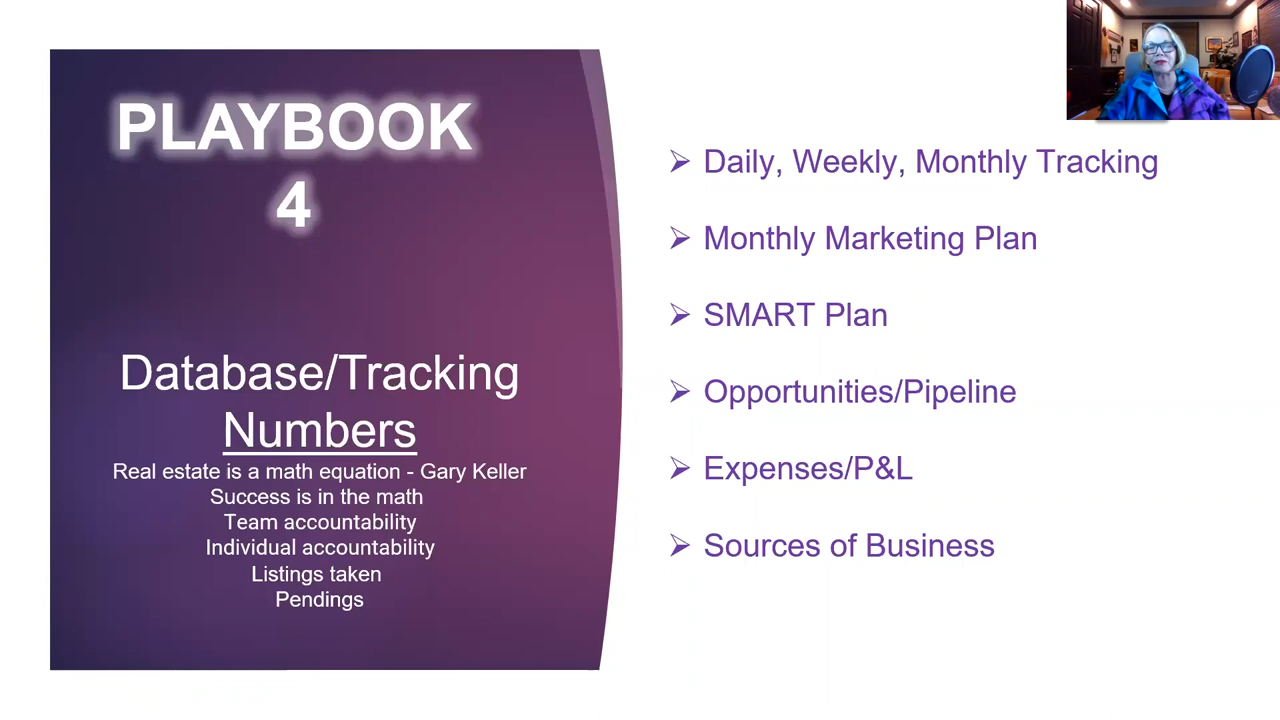 PLAYBOOK
4
Database/Tracking
Numbers
Real estate is a math equation - Gary Keller
Success is in the math
Team accountability
Individual accountability
Listings taken
Pendings
➢ Daily, Weekly, Monthly Tracking
➢ Monthly Marketing Plan
➢ SMART Plan
➢ Opportunities/Pipeline
➢ Expenses/P&L
➢ Sources of Business